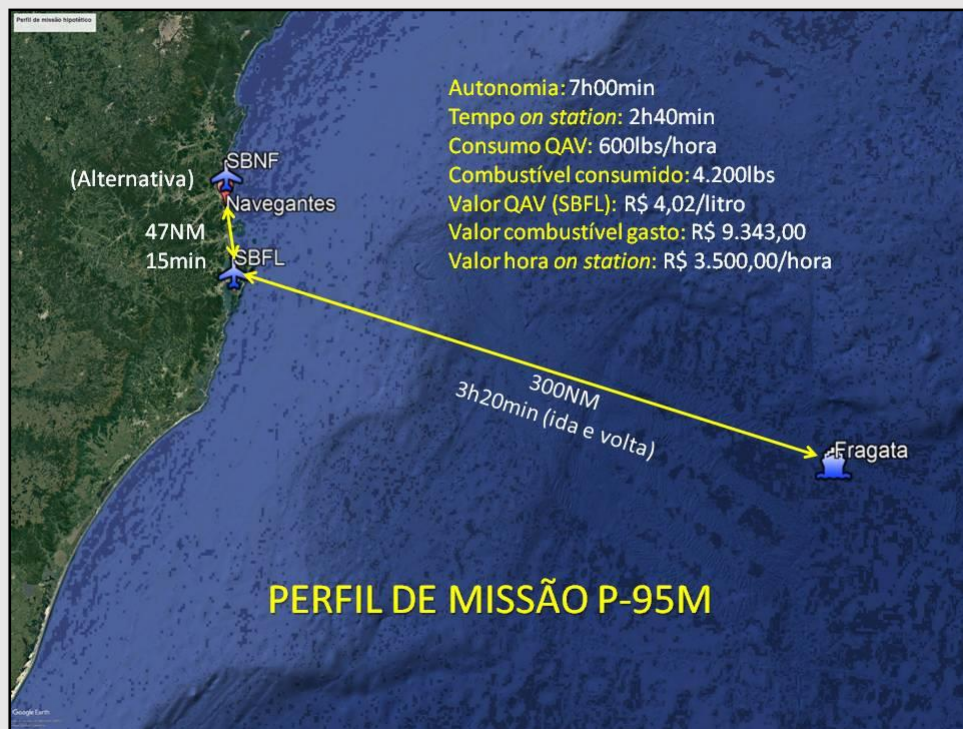 Perfil de missão hipotético
Autonomia: 7h00min
Tempo on station: 2h40min
Consumo QAV: 600lbs/hora
Combustível consumido: 4.200lbs
Valor QAV (SBFL): R$ 4,02/litro
Valor combustível gasto: R$ 9.343,00
Valor hora on station: R$ 3.500,00/hora
SBNF
(Alternativa)
Navegantes
47NM
15min
SBFL
300NM
3h20min (ida e volta)
Fragata
PERFIL DE MISSÃO P-95M
Google Earth